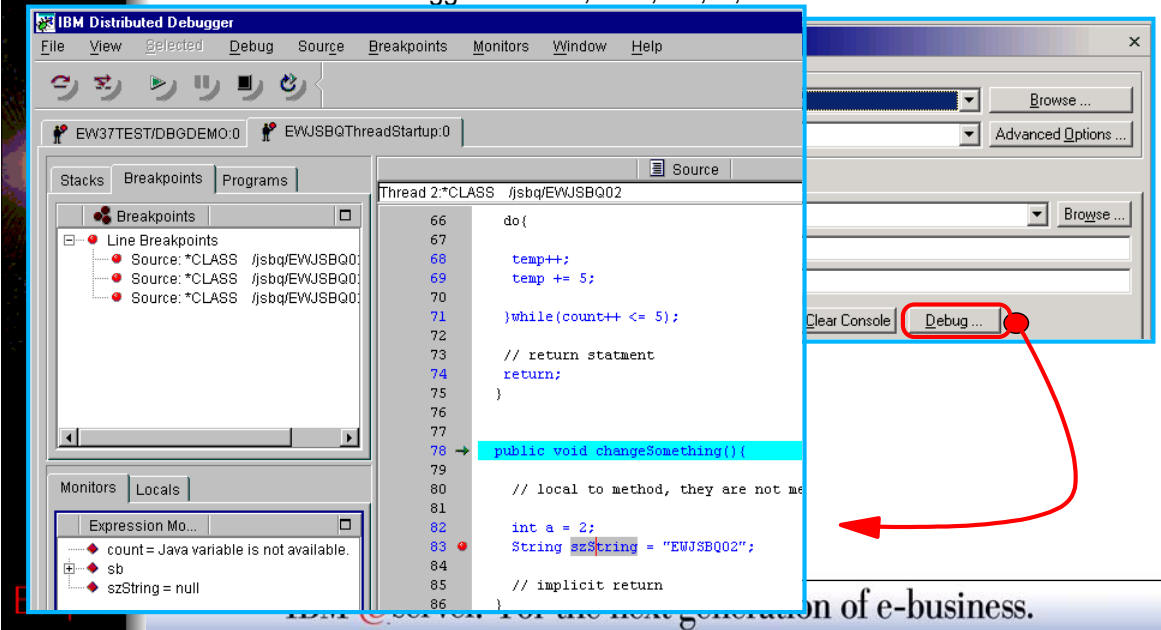 IBM Distributed Debugger
File View Selected Debug Source Breakpoints Monitors Window Help
EW37TEST/DBGDEMO:0 EWJSBQThreadStartup:0
Stacks Breakpoints Programs
Breakpoints
Line Breakpoints
Source: *CLASS /jsbq/EWJSBQ0
Source: *CLASS /jsbq/EWJSBQ0
Source: *CLASS /jsbq/EWJSBQ0
Monitors Locals
Expression Mo...
count = Java variable is not available.
sb
szString = null
Source
Thread 2:*CLASS /jsbq/EWJSBQ02
66 do{
67
68 temp++;
69 temp += 5;
70
71 }while(count++ <= 5);
72
73 // return statment
74 return;
75 }
76
77
78 public void changeSomething(){
79
80 // local to method, they are not me
81
82 int a = 2;
83 String szString = "EWJSBQ02";
84
85 // implicit return
86 }
Browse ...
Advanced Options ...
Browse ...
Clear Console Debug ...
IBM @server. For the next generation of e-business.